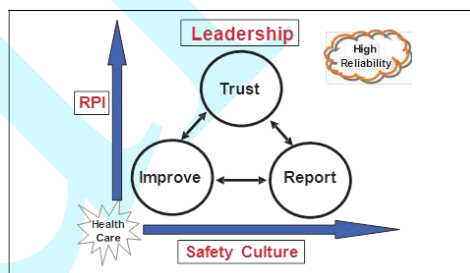 Leadership
High
Reliability
Trust
RPI
Improve
Report
Health
Care
Safety Culture